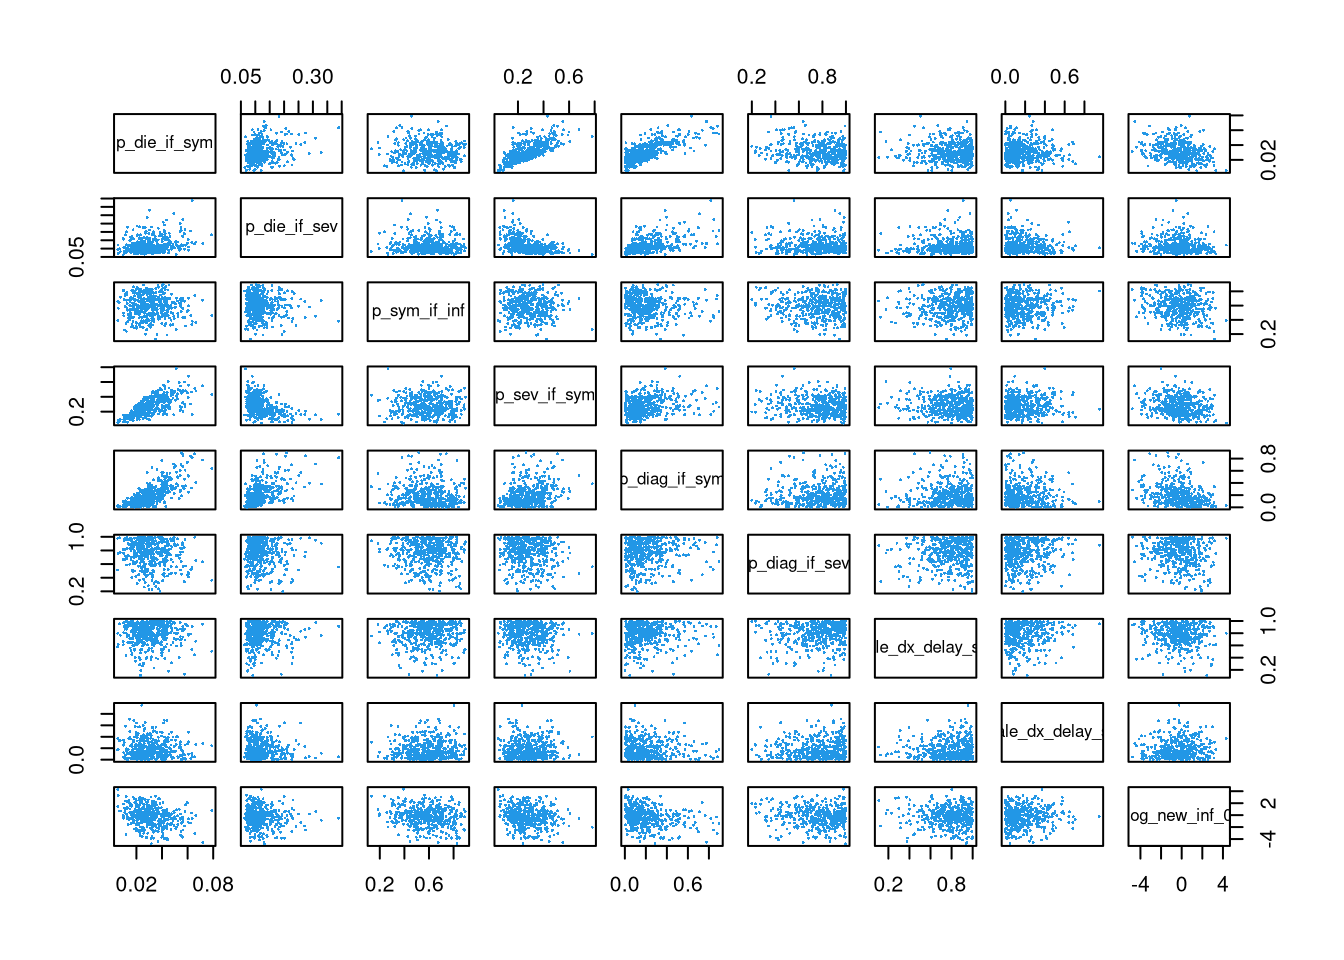 0.05 0.30 0.2 0.6 0.2 0.8 0.0 0.6
p_die_if_sym 0.02
0.05 p_die_if_sev
p_sym_if_inf 0.2
0.2 p_sev_if_sym
p_diag_if_sym 0.0 0.8
0.2 1.0 p_diag_if_sev
le_dx_delay_s 0.2 1.0
0.0 ale_dx_delay_s
og_new_inf_0 -4 2
0.02 0.08 0.2 0.6 0.0 0.6 0.2 0.8 -4 0 4